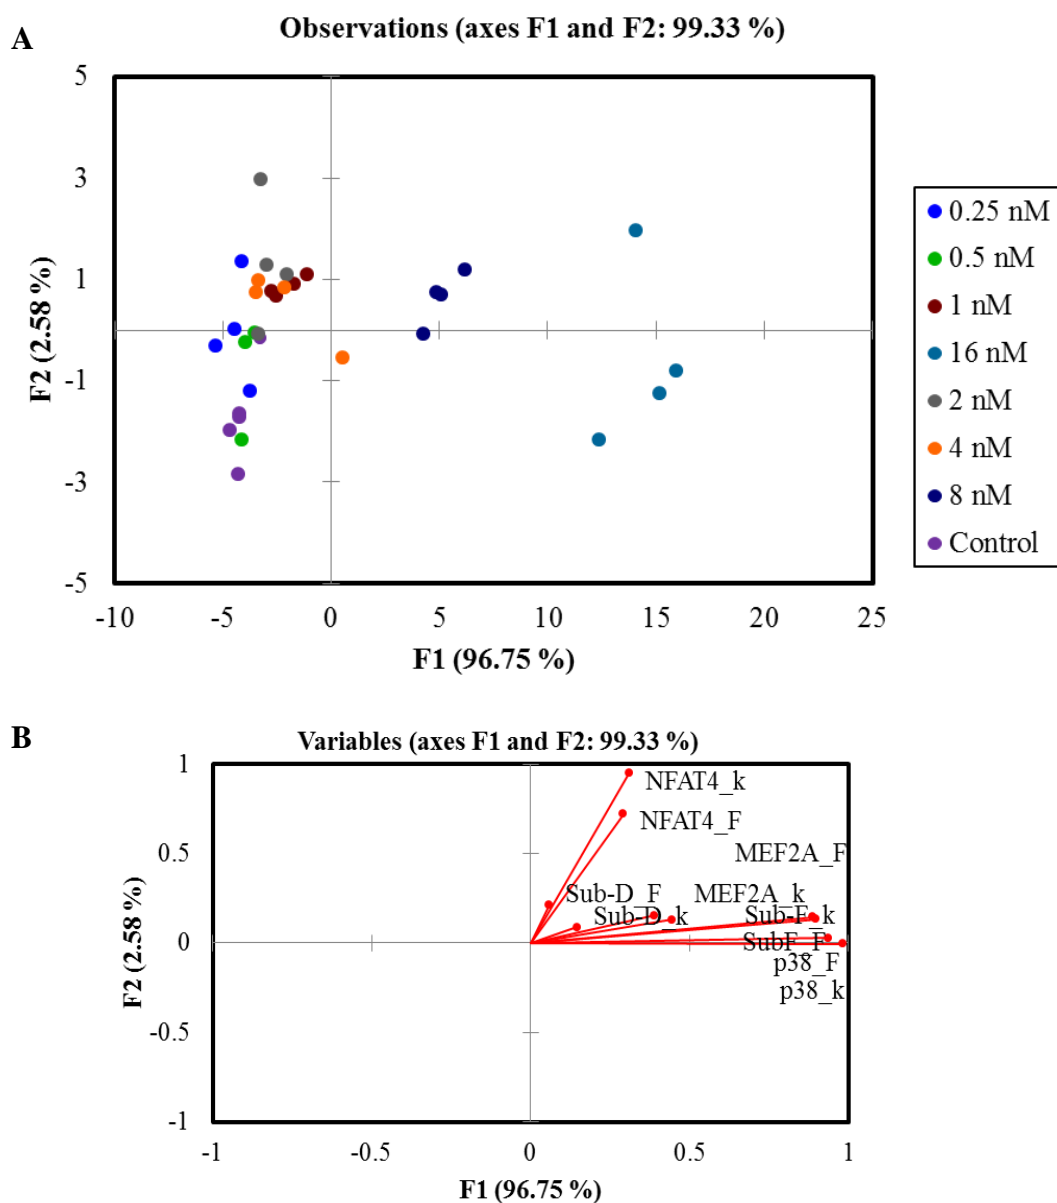 A
Observations (axes F1 and F2: 99.33 %)
5
3
1
-1
-3
-5
F2 (2.58 %)
-10 -5 0 5 10 15 20 25
F1 (96.75 %)
0.25 nM
0.5 nM
1 nM
16 nM
2 nM
4 nM
8 nM
Control
B
Variables (axes F1 and F2: 99.33 %)
1
0.5
0
-0.5
-1
F2 (2.58 %)
NFAT4_k
NFAT4_F
MEF2A_F
Sub-D_F MEF2A_k
Sub-D_k Sub-F_k
SubF_F
p38_F
p38_k
-1 -0.5 0 0.5 1
F1 (96.75 %)